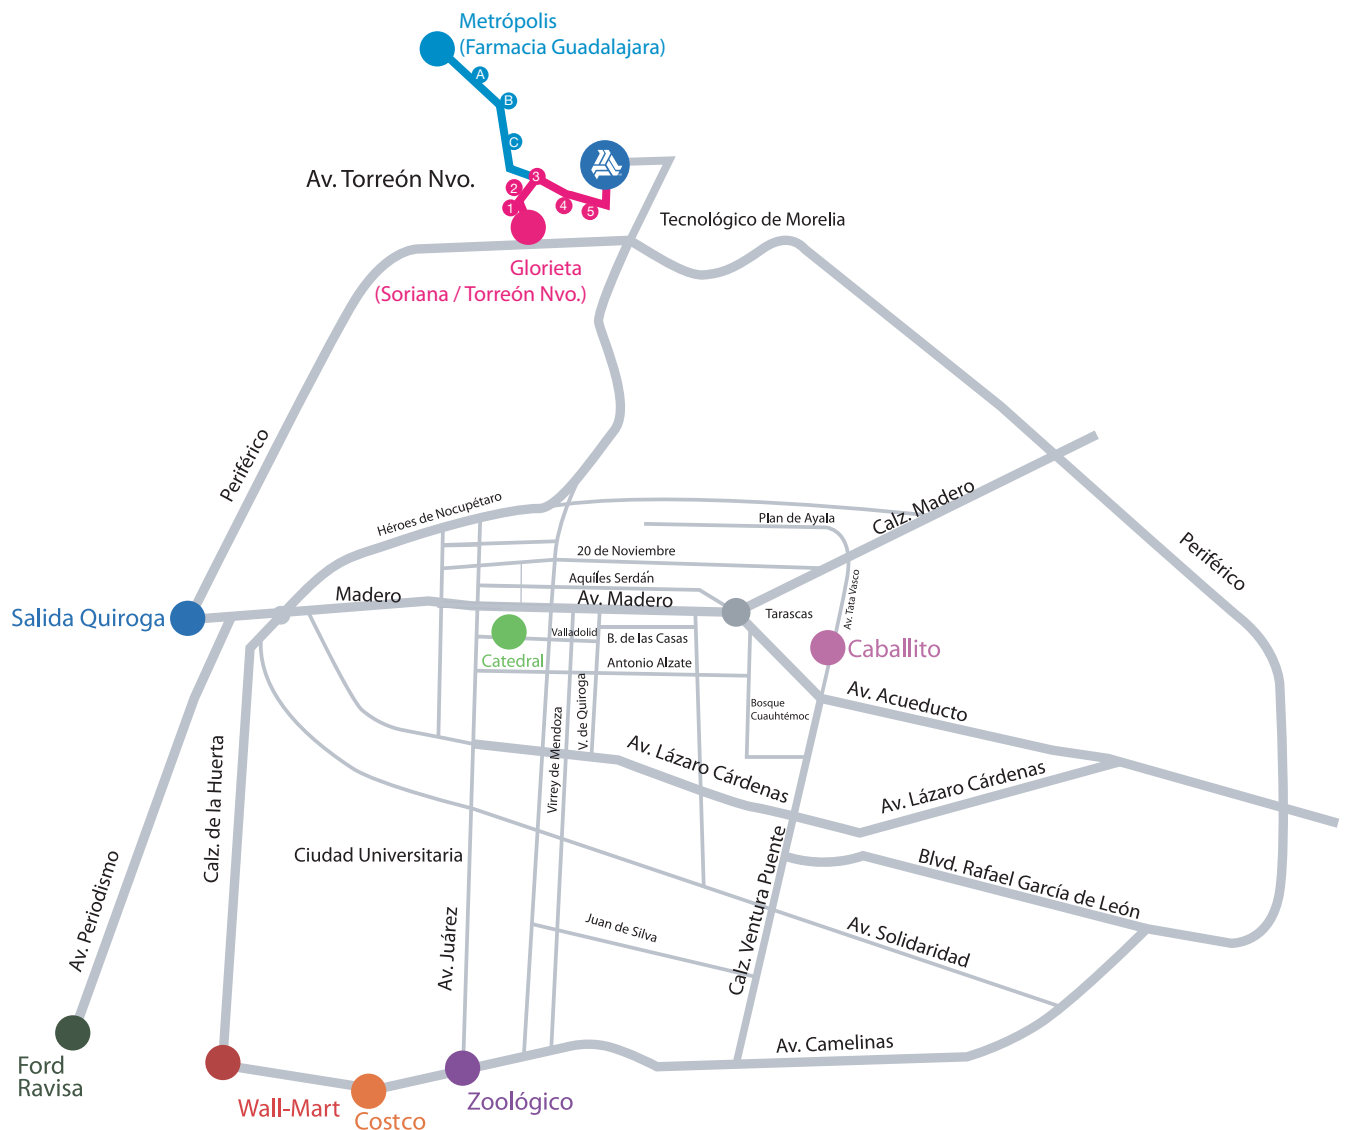 Metrópolis
(Farmacia Guadalajara)
A
B
C
Av. Torreón Nvo.
3
2
1
4
5
Tecnológico de Morelia
Glorieta
(Soriana / Torreón Nvo.)
Periférico
Héroes de Nocupétaro
Plan de Ayala
Calz. Madero
Periférico
20 de Noviembre
Aquíles Serdán
Av. Tata Vasco
Madero
Av. Madero
Tarascas
Salida Quiroga
Valladolid
B. de las Casas
Catedral
Antonio Alzate
Caballito
V. de Quiroga
Bosque
Cuauhtémoc
Av. Acueducto
Virrey de Mendoza
Av. Lázaro Cárdenas
Av. Lázaro Cárdenas
Calz. de la Huerta
Ciudad Universitaria
Calz. Ventura Puente
Blvd. Rafael García de León
Av. Periodismo
Av. Juárez
Juan de Silva
Av. Solidaridad
Av. Camelinas
Ford
Ravisa
Wall-Mart
Costco
Zoológico